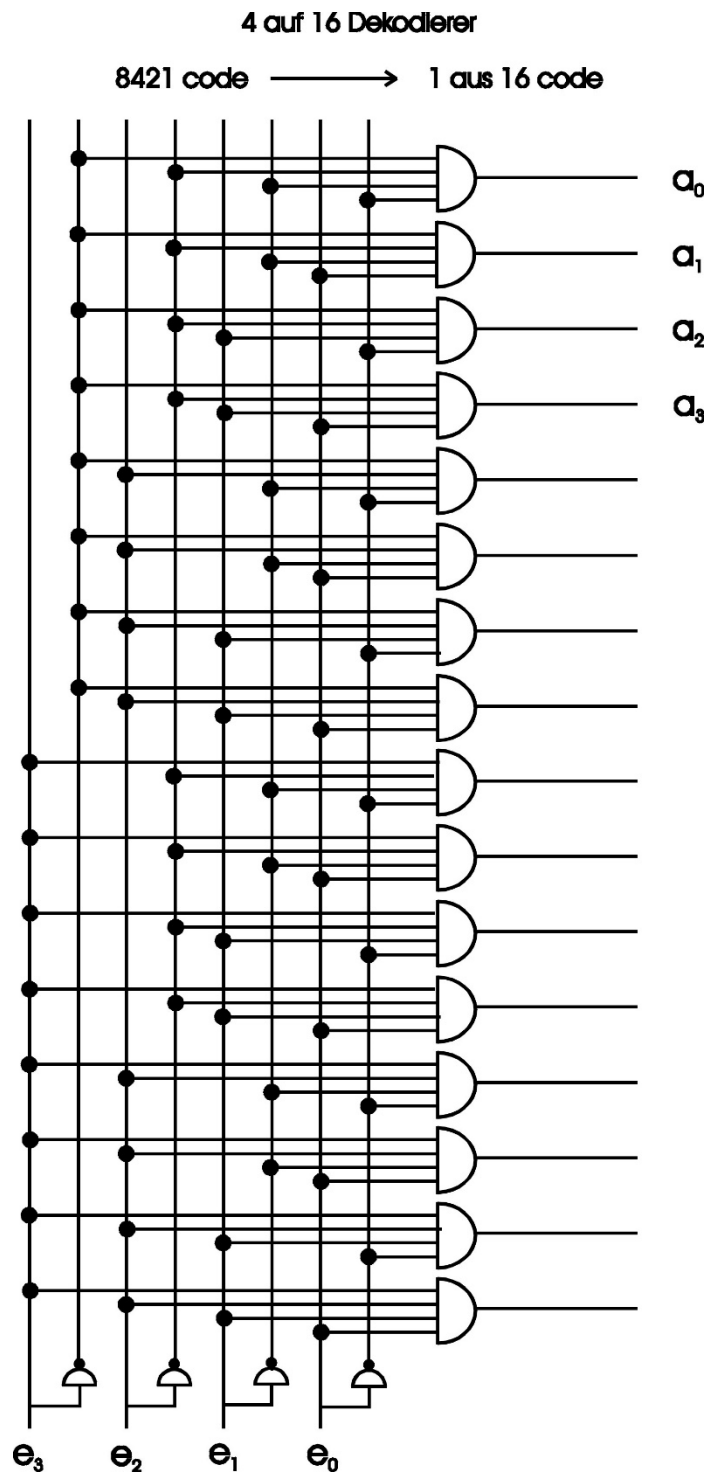 4 auf 16 Dekodierer
8421 code → 1 aus 16 code
a₀
a₁
a₂
a₃
e₃ e₂ e₁ e₀